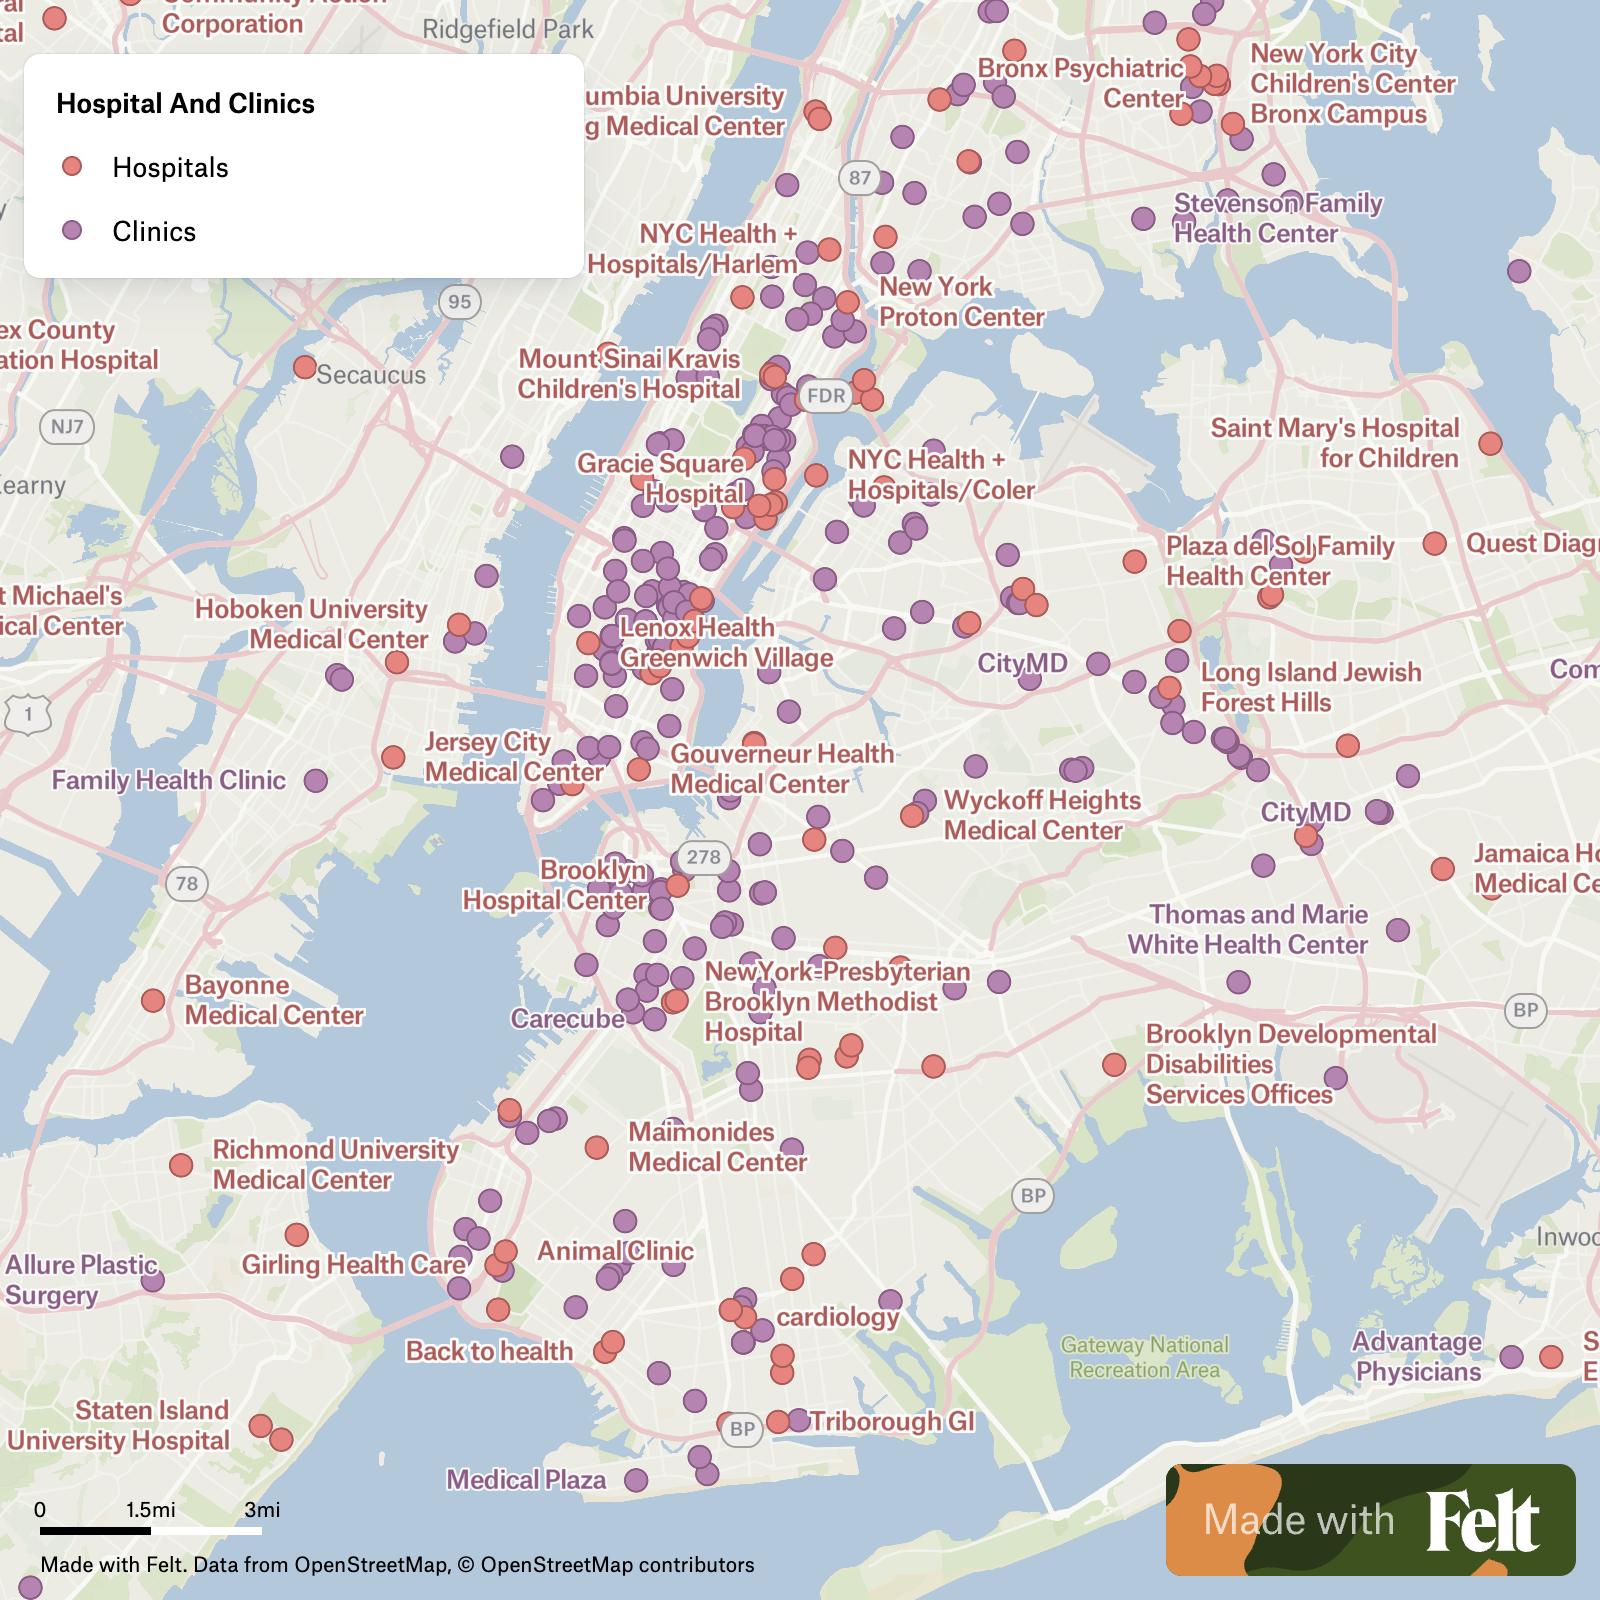 Community Action
Corporation
Ridgefield Park
Hospital And Clinics
Hospitals
Clinics
umbia University
g Medical Center
Bronx Psychiatric
Center
New York City
Children's Center
Bronx Campus
87
Stevenson Family
Health Center
NYC Health +
Hospitals/Harlem
New York
Proton Center
95
ex County
ation Hospital
Secaucus
Mount Sinai Kravis
Children's Hospital
FDR
NJ7
Saint Mary's Hospital
for Children
Gracie Square
Hospital
NYC Health +
Hospitals/Coler
Kearny
Plaza del Sol Family
Health Center
Quest Diagn
t Michael's
ical Center
Hoboken University
Medical Center
Lenox Health
Greenwich Village
CityMD
Long Island Jewish
Forest Hills
Com
1
Jersey City
Medical Center
Gouverneur Health
Medical Center
Family Health Clinic
Wyckoff Heights
Medical Center
CityMD
278
78
Brooklyn
Hospital Center
Jamaica Ho
Medical Ce
Thomas and Marie
White Health Center
Bayonne
Medical Center
NewYork-Presbyterian
Brooklyn Methodist
Hospital
Carecube
BP
Brooklyn Developmental
Disabilities
Services Offices
Richmond University
Medical Center
Maimonides
Medical Center
BP
Inwoo
Allure Plastic
Surgery
Girling Health Care
Animal Clinic
cardiology
Back to health
Gateway National
Recreation Area
Advantage
Physicians
S
E
Staten Island
University Hospital
BP
Triborough GI
Medical Plaza
0 1.5mi 3mi
Made with Felt
Made with Felt. Data from OpenStreetMap, © OpenStreetMap contributors